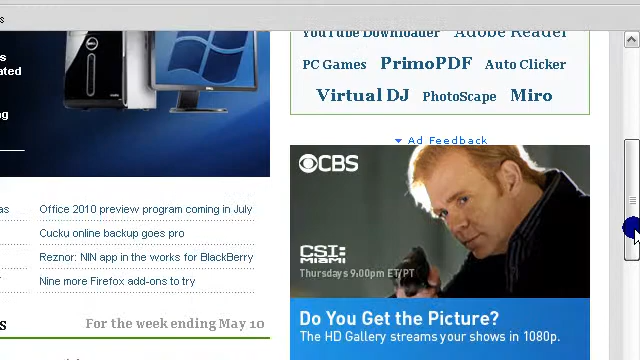 s
YouTube Downloader Adobe Reader
PC Games PrimoPDF Auto Clicker
Virtual DJ PhotoScape Miro
s
ated
ng
Ad Feedback
CBS
CSI:
MIAMI
Thursdays 9:00pm ET/PT
Do You Get the Picture?
The HD Gallery streams your shows in 1080p.
as
Office 2010 preview program coming in July
Cucku online backup goes pro
Reznor: NIN app in the works for BlackBerry
Nine more Firefox add-ons to try
s
For the week ending May 10